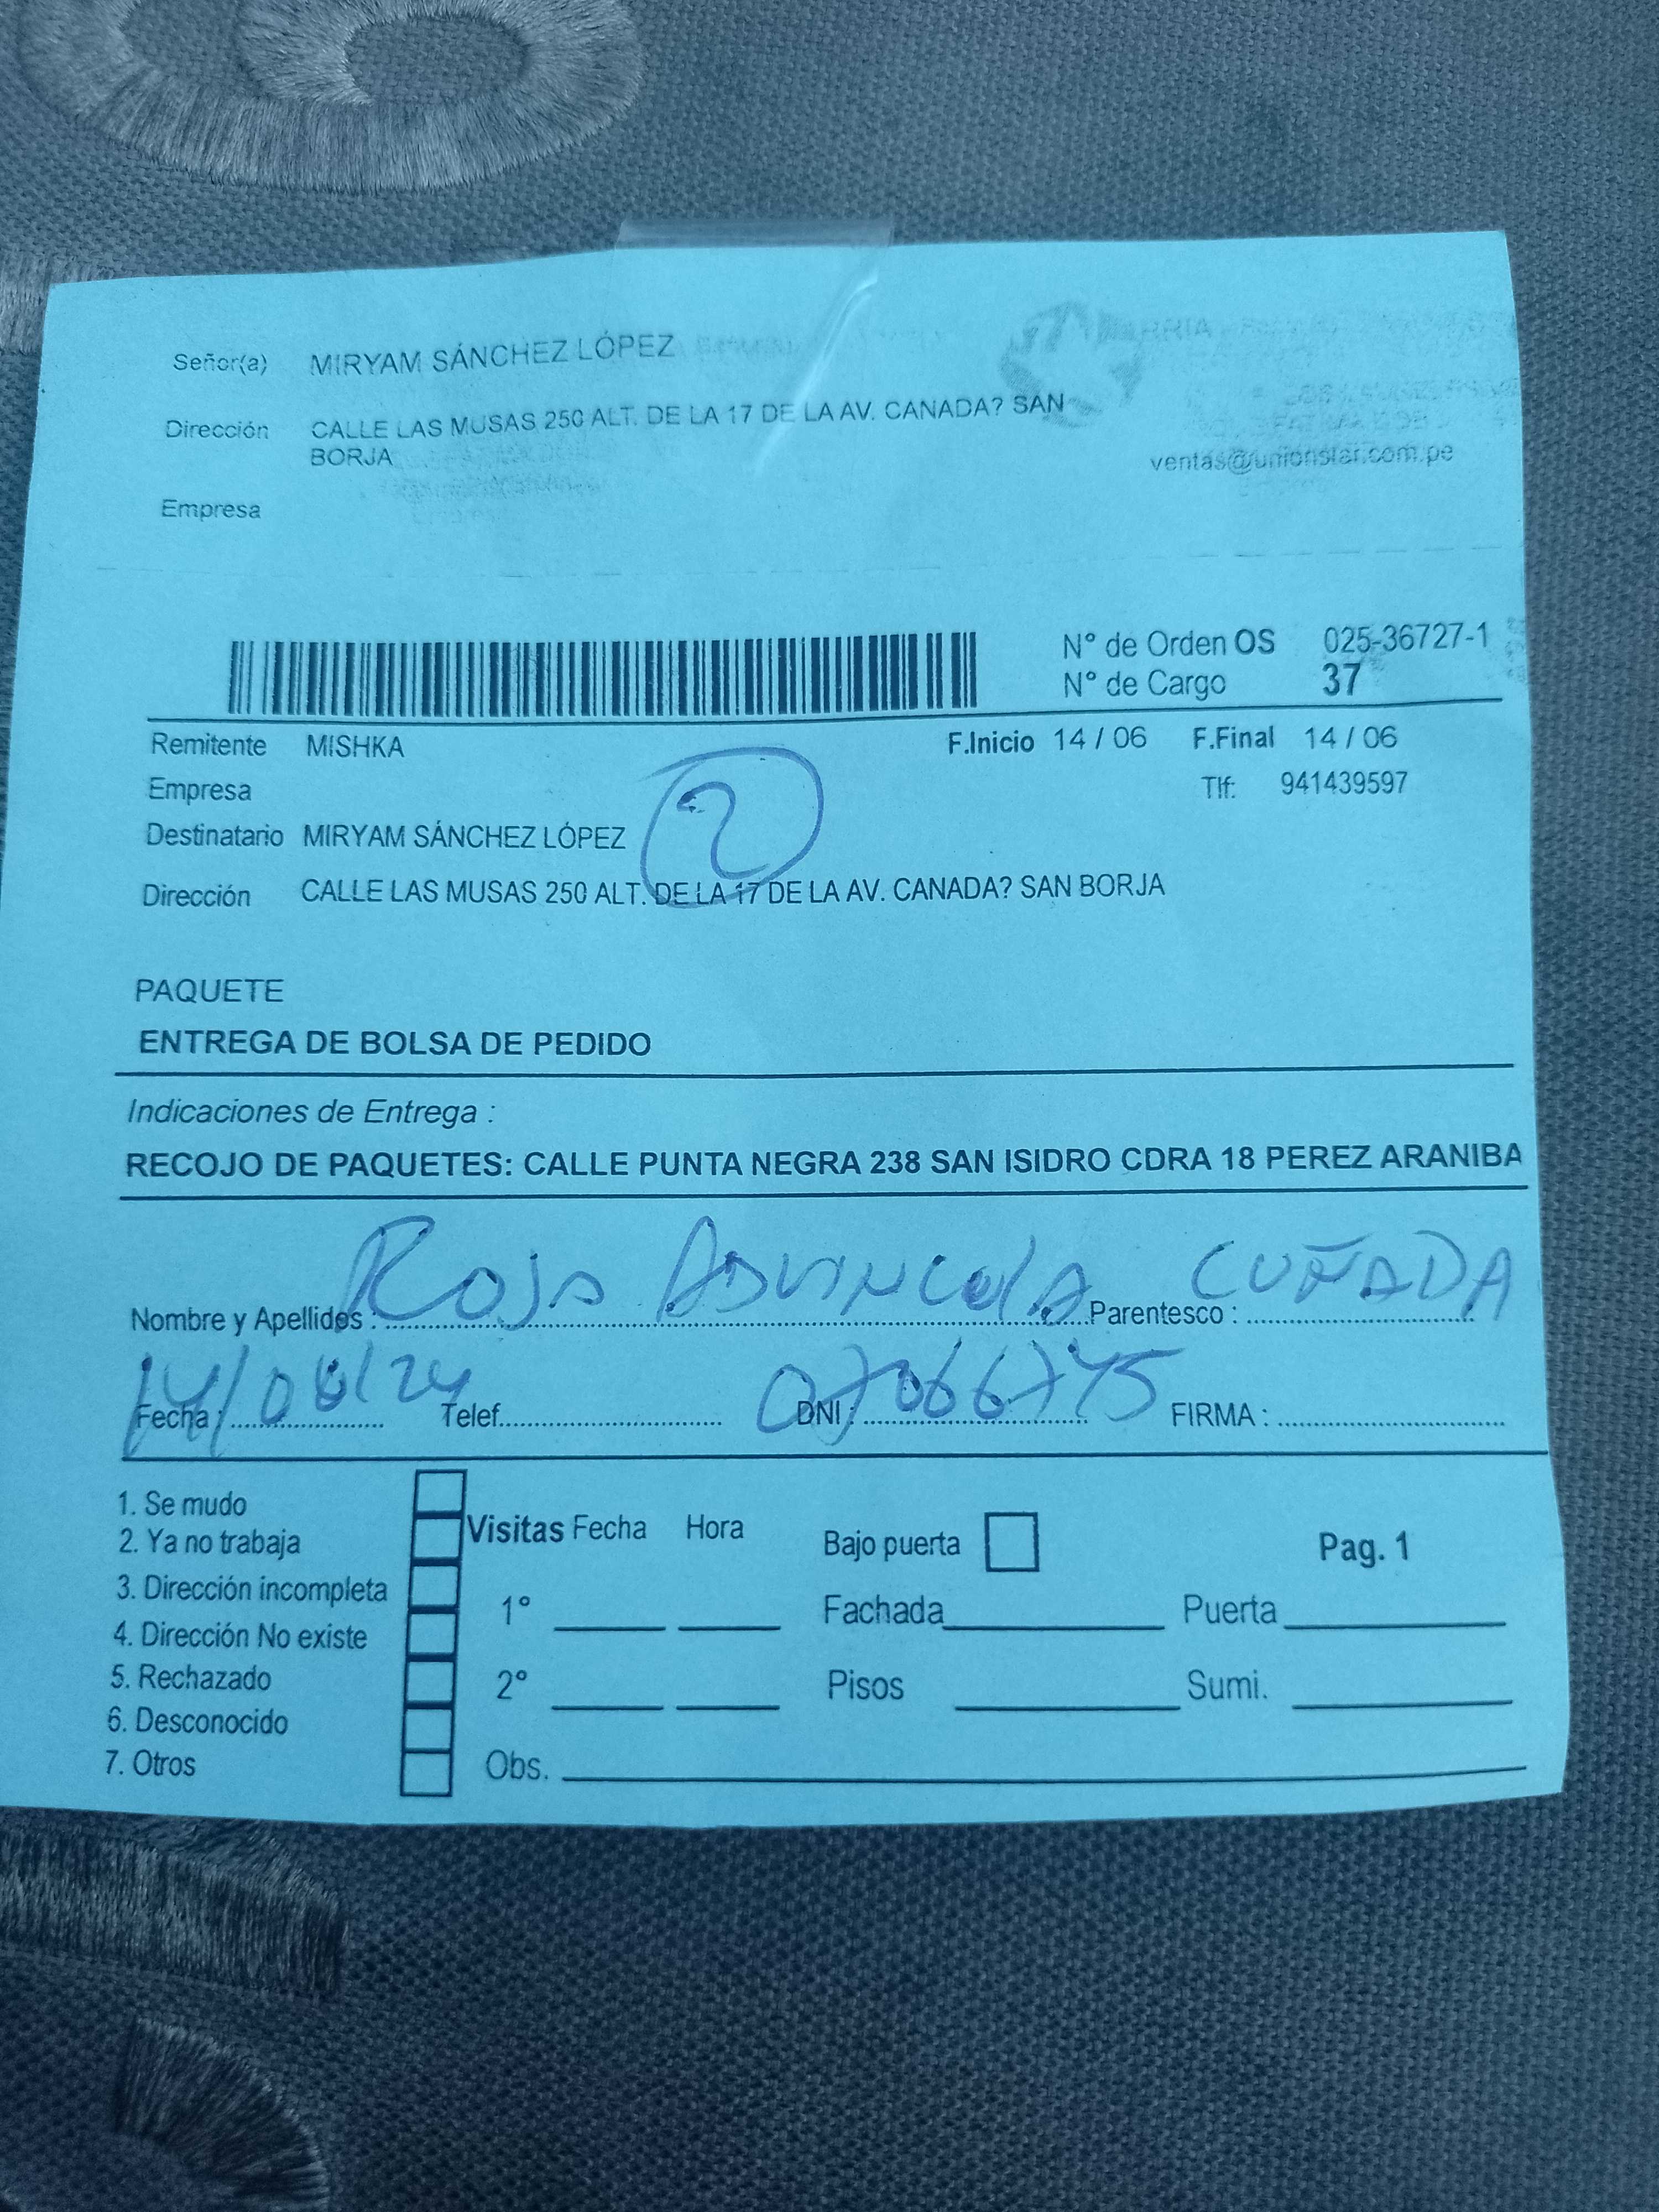 Señor(a) MIRYAM SÁNCHEZ LÓPEZ
Dirección CALLE LAS MUSAS 250 ALT. DE LA 17 DE LA AV. CANADA? SAN
BORJA
ventas@unionstar.com.pe
Empresa
N° de Orden OS 025-36727-1
N° de Cargo 37
Remitente MISHKA F.Inicio 14 / 06 F.Final 14 / 06
Empresa Tlf: 941439597
Destinatario MIRYAM SÁNCHEZ LÓPEZ
2
Dirección CALLE LAS MUSAS 250 ALT. DE LA 17 DE LA AV. CANADA? SAN BORJA
PAQUETE
ENTREGA DE BOLSA DE PEDIDO
Indicaciones de Entrega :
RECOJO DE PAQUETES: CALLE PUNTA NEGRA 238 SAN ISIDRO CDRA 18 PEREZ ARANIBA
Nombre y Apellidos : Parentesco : CUÑADA
Fecha : Telef. DNI : 07066745 FIRMA :
1. Se mudo
2. Ya no trabaja
3. Dirección incompleta
4. Dirección No existe
5. Rechazado
6. Desconocido
7. Otros
Visitas Fecha Hora
1°
2°
Obs.
Bajo puerta Pag. 1
Fachada Puerta
Pisos Sumi.